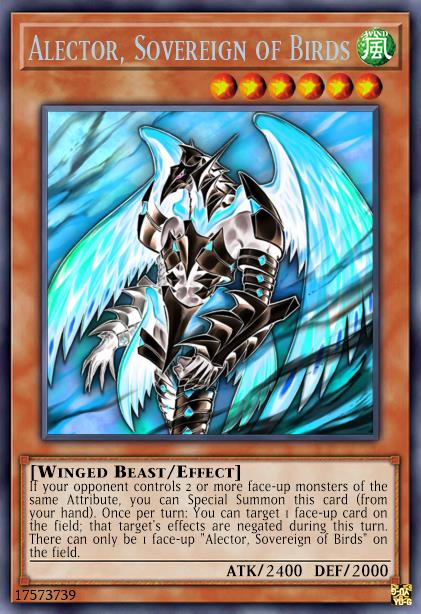 Alector, Sovereign of Birds
WIND
風
[Winged Beast/Effect]
If your opponent controls 2 or more face-up monsters of the
same Attribute, you can Special Summon this card (from
your hand). Once per turn: You can target 1 face-up card on
the field; that target's effects are negated during this turn.
There can only be 1 face-up "Alector, Sovereign of Birds" on
the field.
ATK/2400 DEF/2000
17573739